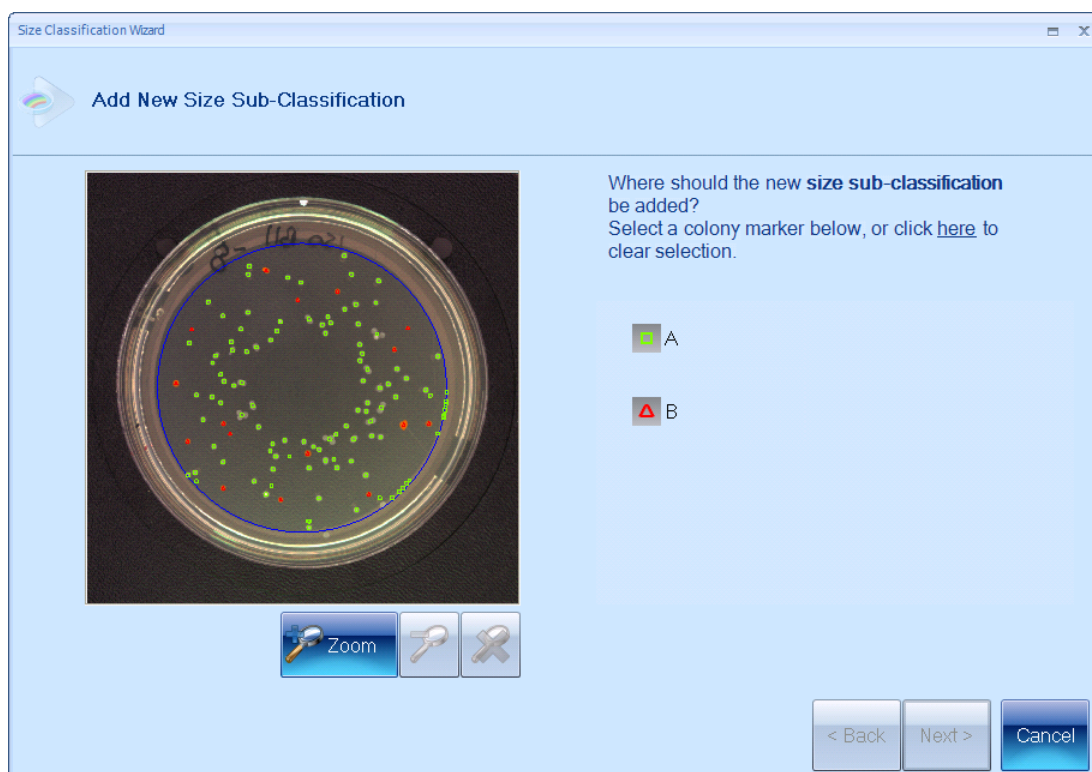 Size Classification Wizard
Add New Size Sub-Classification
Where should the new size sub-classification
be added?
Select a colony marker below, or click here to
clear selection.
A
B
Zoom
< Back
Next >
Cancel